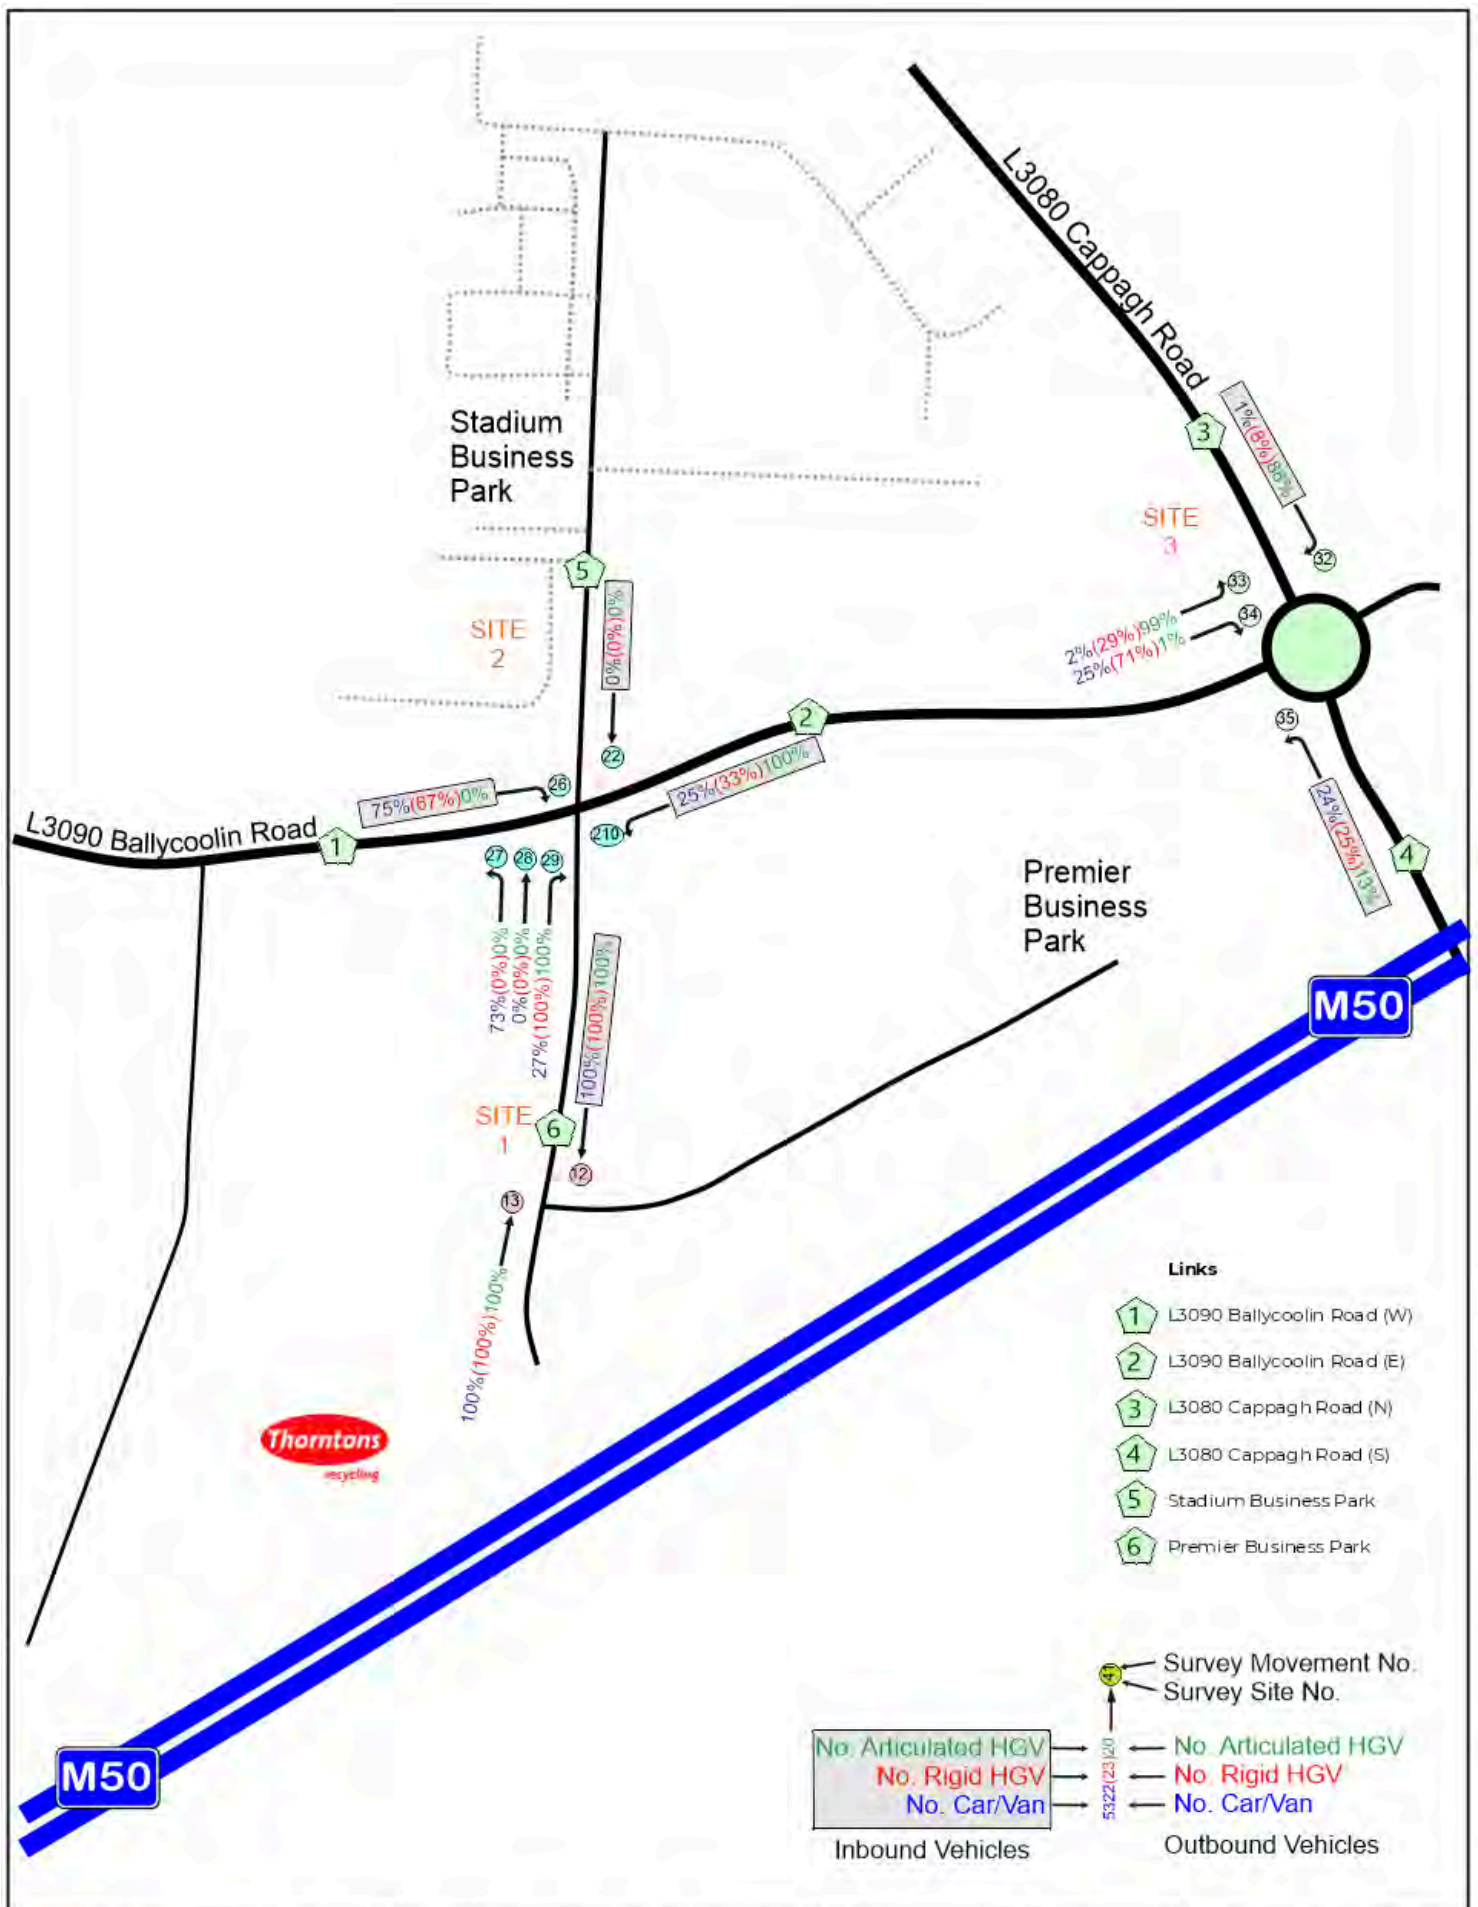 L3080 Cappagh Road
Stadium
Business
Park
3
1%(8%)86%
SITE
3
32
33
34
2%(29%)99%
25%(71%)1%
5
SITE
2
0%(0%)0%
22
2
35
26
75%(67%)0%
25%(33%)100%
L3090 Ballycoolin Road
1
210
24%(25%)13%
4
27
28
29
Premier
Business
Park
73%(0%)0%
0%(0%)0%
27%(100%)100%
100%(100%)100%
M50
SITE
1
6
12
13
100%(100%)100%
Links
1 L3090 Ballycoolin Road (W)
2 L3090 Ballycoolin Road (E)
3 L3080 Cappagh Road (N)
4 L3080 Cappagh Road (S)
5 Stadium Business Park
6 Premier Business Park
Thorntons
recycling
41
Survey Movement No.
Survey Site No.
No. Articulated HGV
No. Rigid HGV
No. Car/Van
Inbound Vehicles
5322(23)20
No. Articulated HGV
No. Rigid HGV
No. Car/Van
Outbound Vehicles
M50